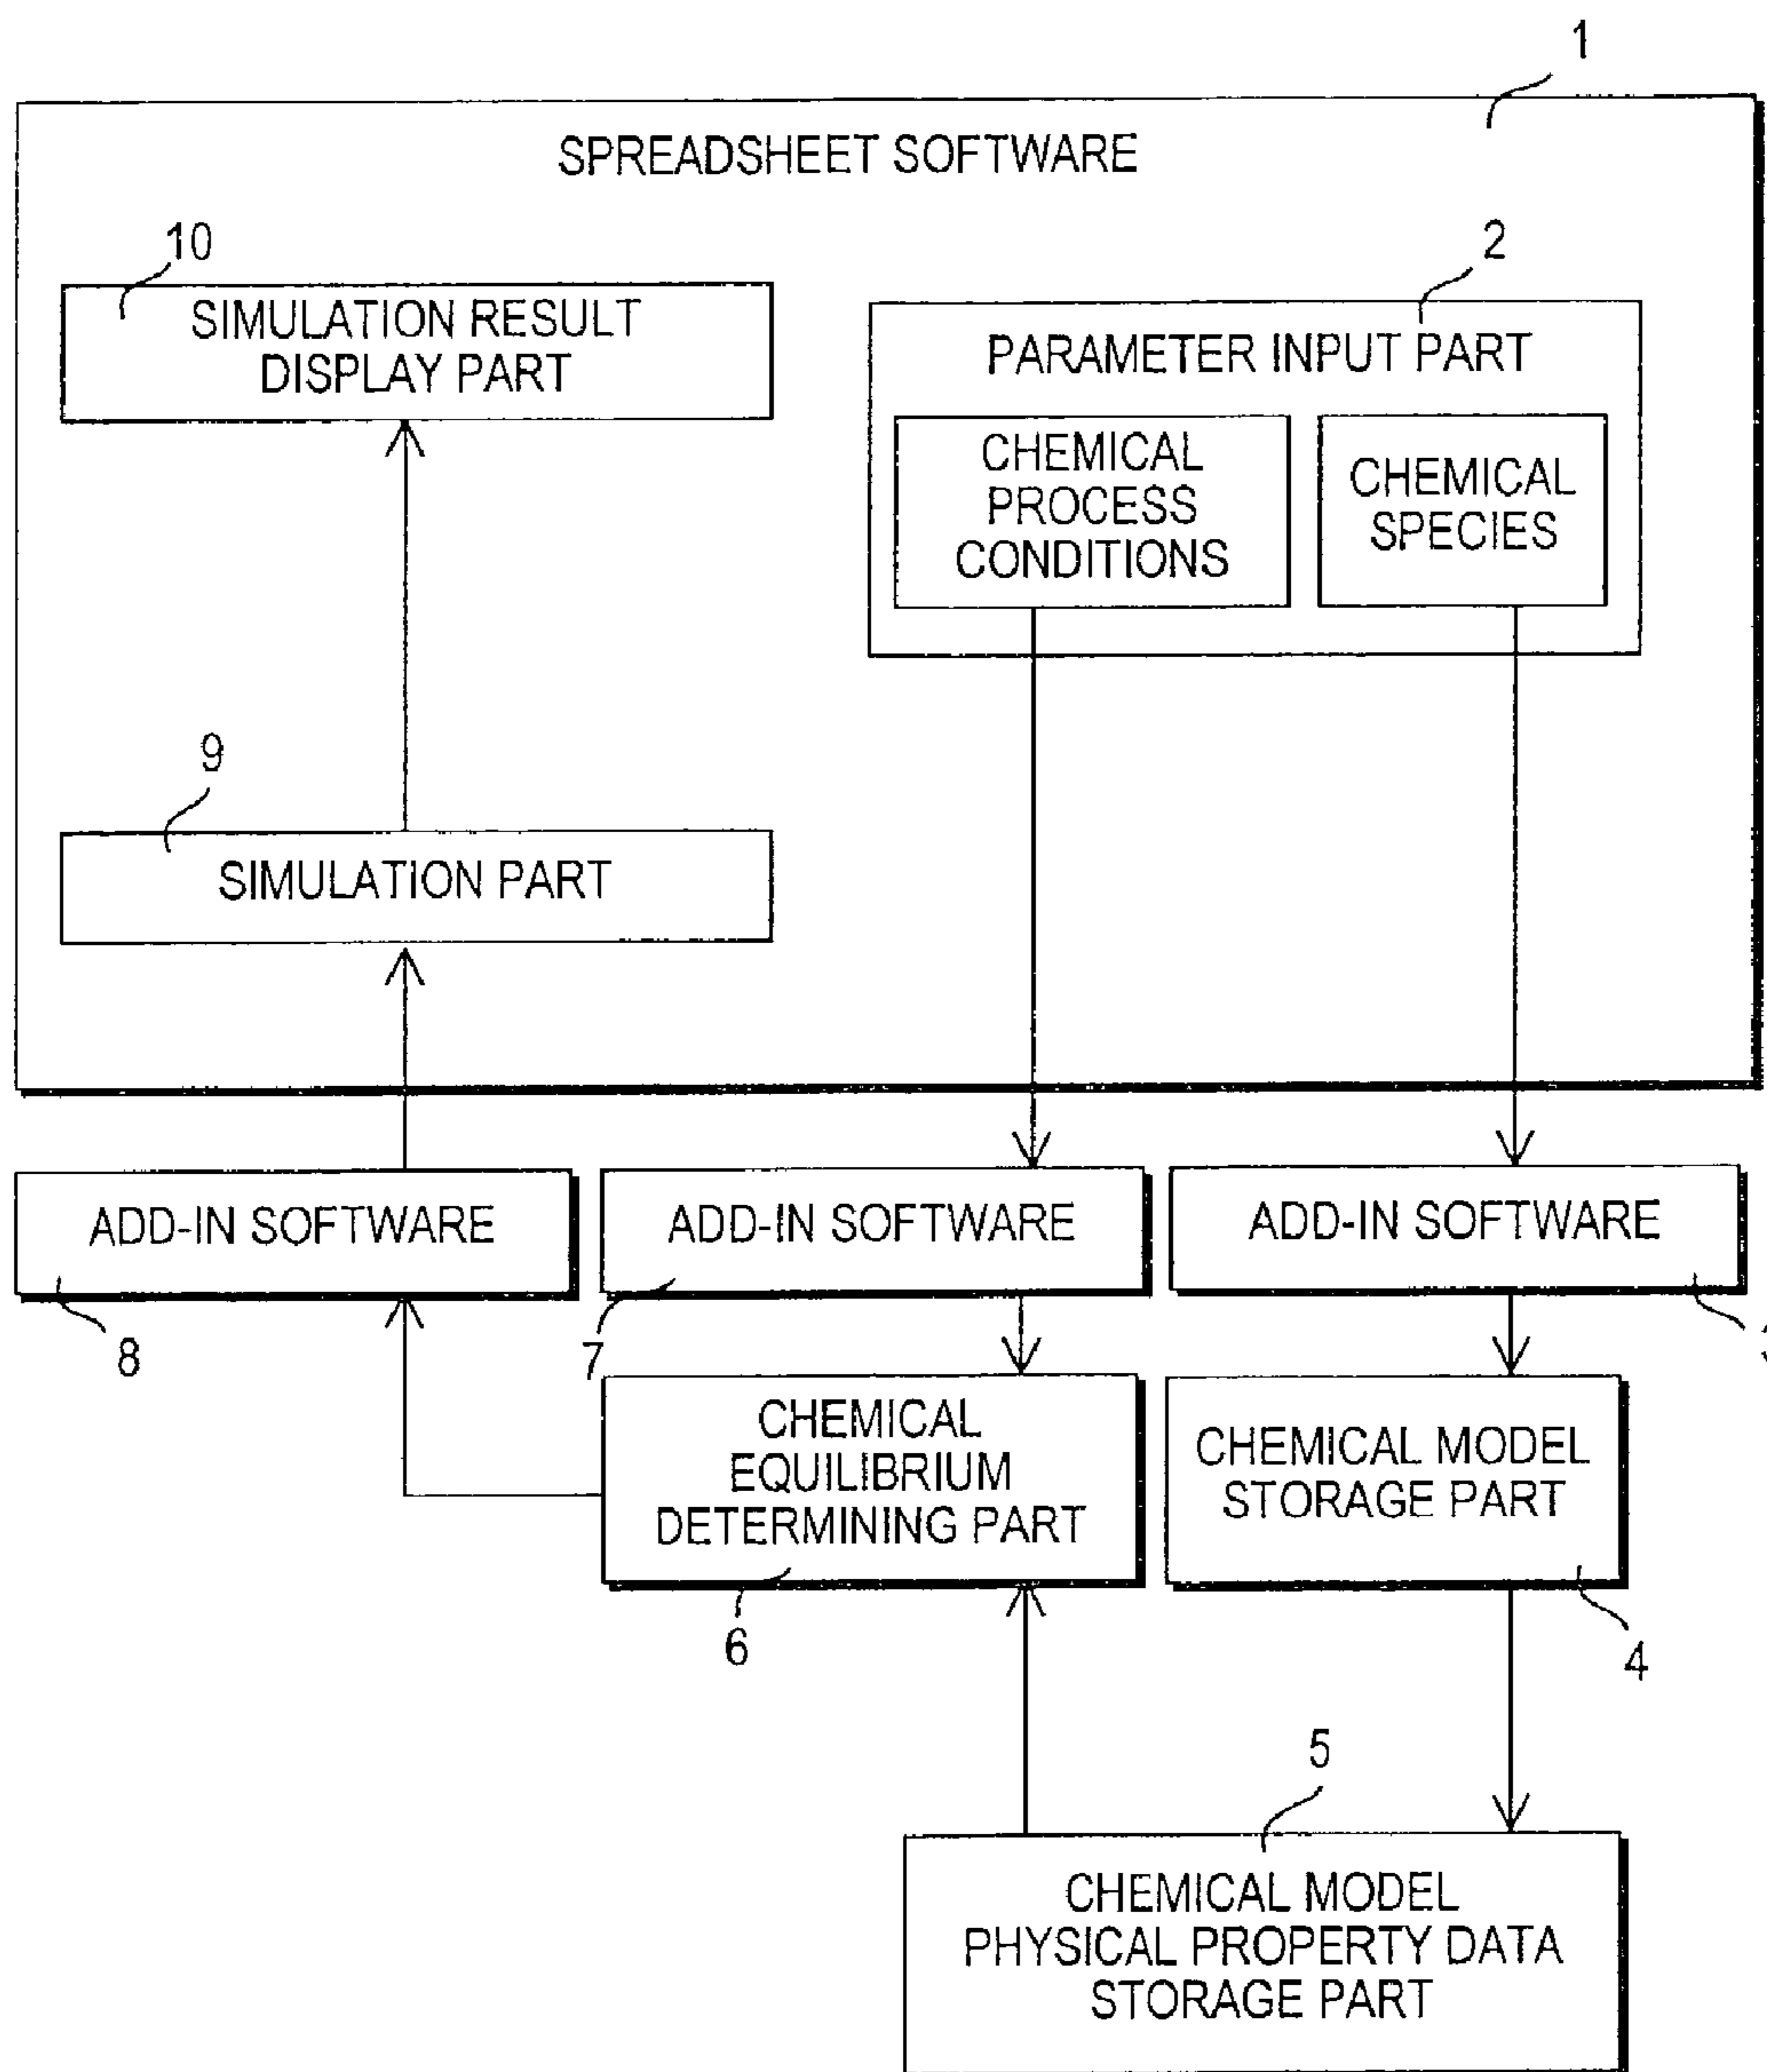 1
SPREADSHEET SOFTWARE
10
SIMULATION RESULT
DISPLAY PART
2
PARAMETER INPUT PART
CHEMICAL
PROCESS
CONDITIONS
CHEMICAL
SPECIES
9
SIMULATION PART
ADD-IN SOFTWARE
8
ADD-IN SOFTWARE
7
ADD-IN SOFTWARE
3
CHEMICAL
EQUILIBRIUM
DETERMINING PART
6
CHEMICAL MODEL
STORAGE PART
4
5
CHEMICAL MODEL
PHYSICAL PROPERTY DATA
STORAGE PART